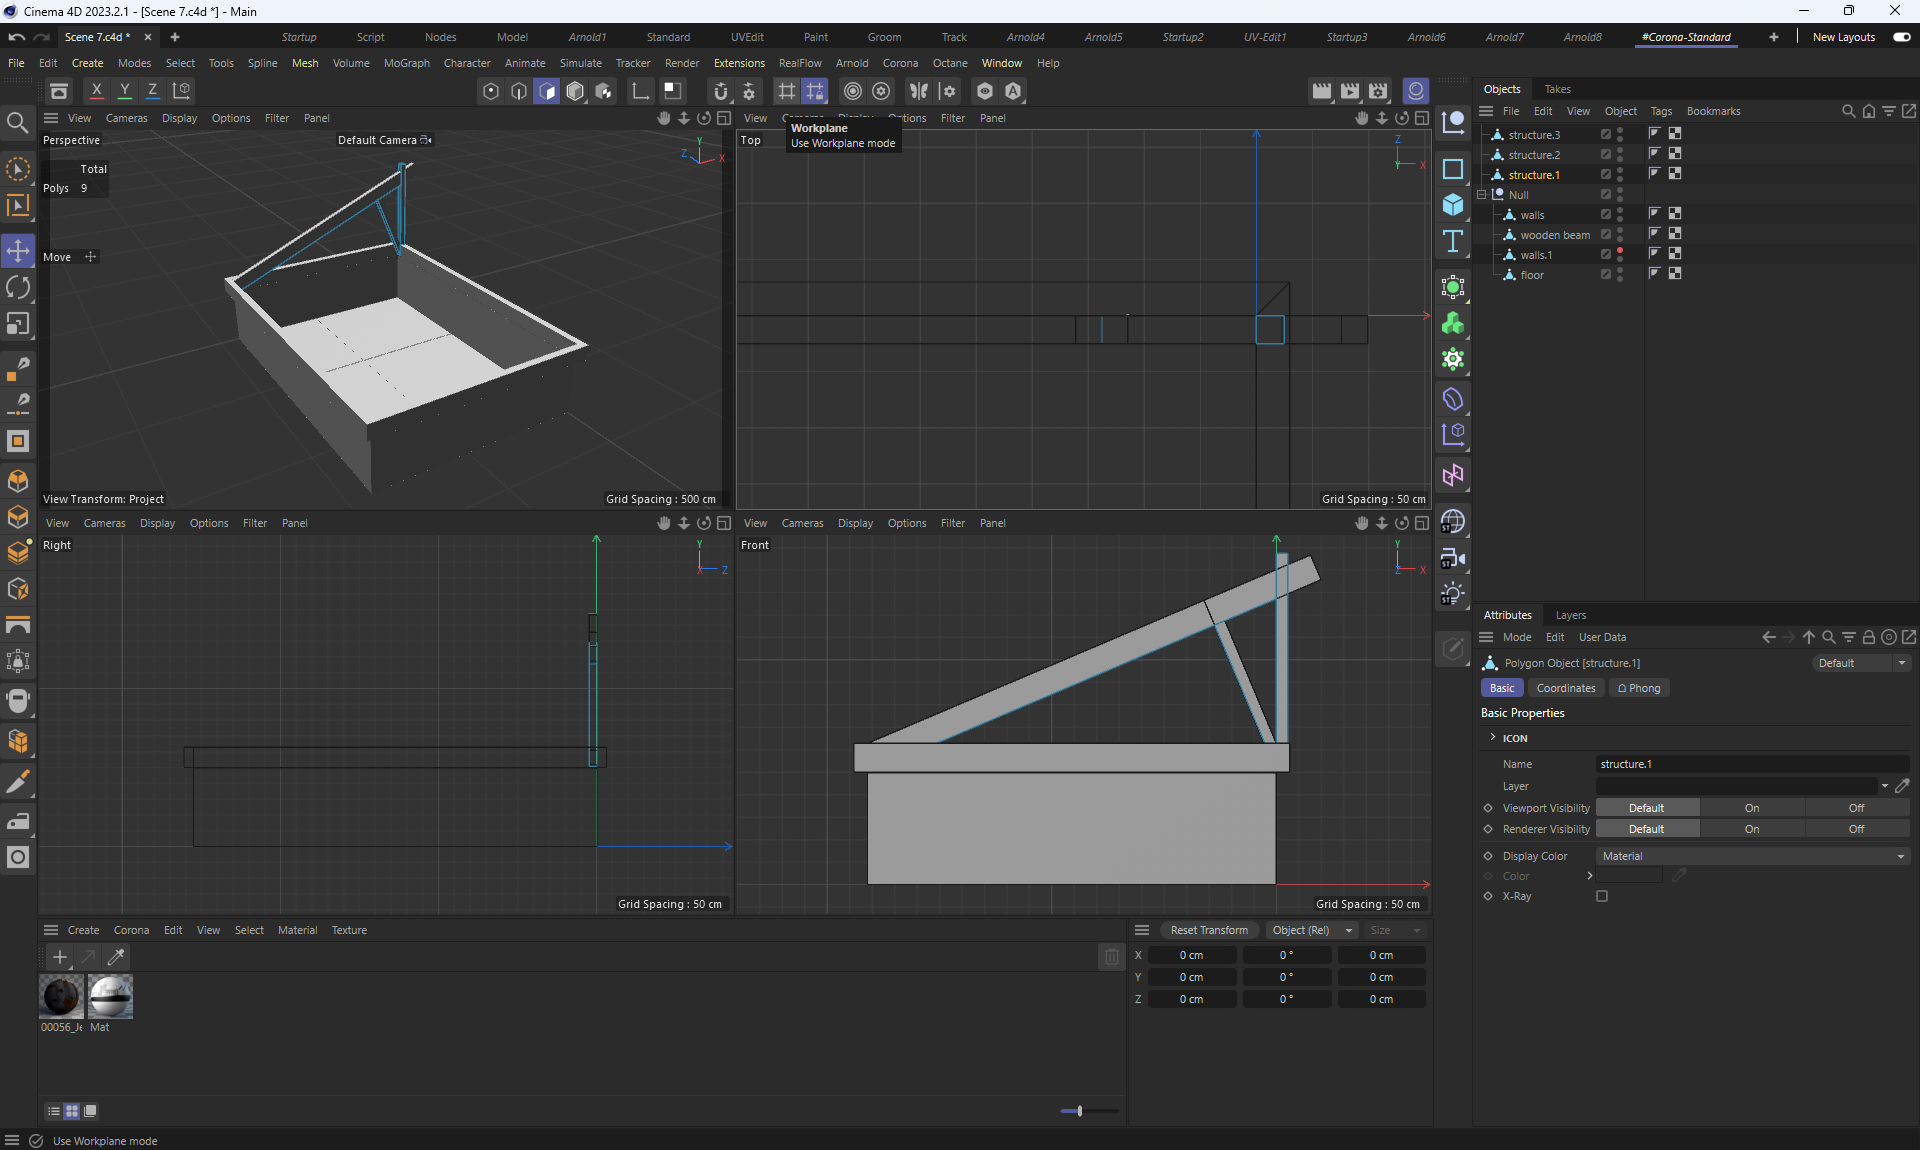 Cinema 4D 2023.2.1 - [Scene 7.c4d *] - Main
Scene 7.c4d * Startup Script Nodes Model Arnold1 Standard UVEdit Paint Groom Track Arnold4 Arnold5 Startup2 UV-Edit1 Startup3 Arnold6 Arnold7 Arnold8 #Corona-Standard New Layouts
File Edit Create Modes Select Tools Spline Mesh Volume MoGraph Character Animate Simulate Tracker Render Extensions RealFlow Arnold Corona Octane Window Help
X Y Z
Objects Takes
File Edit View Object Tags Bookmarks
structure.3
structure.2
structure.1
Null
walls
wooden beam
walls.1
floor
View Cameras Display Options Filter Panel
Perspective
Default Camera
Total
Polys 9
Move
View Transform: Project
Grid Spacing : 500 cm
View Options Filter Panel
Workplane
Use Workplane mode
Top
Grid Spacing : 50 cm
View Cameras Display Options Filter Panel
Right
Grid Spacing : 50 cm
View Cameras Display Options Filter Panel
Front
Grid Spacing : 50 cm
Attributes Layers
Mode Edit User Data
Polygon Object [structure.1]
Default
Basic Coordinates Phong
Basic Properties
ICON
Name structure.1
Layer
Viewport Visibility Default On Off
Renderer Visibility Default On Off
Display Color Material
Color
X-Ray
Create Corona Edit View Select Material Texture
00056_Je Mat
Reset Transform Object (Rel) Size
X 0 cm 0 ° 0 cm
Y 0 cm 0 ° 0 cm
Z 0 cm 0 ° 0 cm
Use Workplane mode